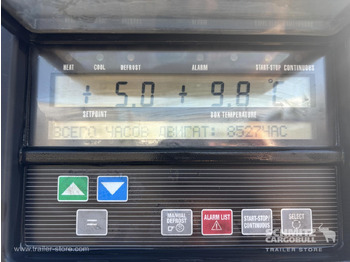 HEAT COOL DEFROST ALARM START-STOP CONTINUOUS
+ 5.0 + 9.8 °C
SETPOINT BOX TEMPERATURE
ВСЕГО ЧАСОВ ДВИГАТ: 8527ЧАС
MANUAL DEFROST
ALARM LIST
START-STOP/
CONTINUOUS
SELECT
SCHMITZ
CARGOBULL
TRAILER STORE
© www.trailer-store.com